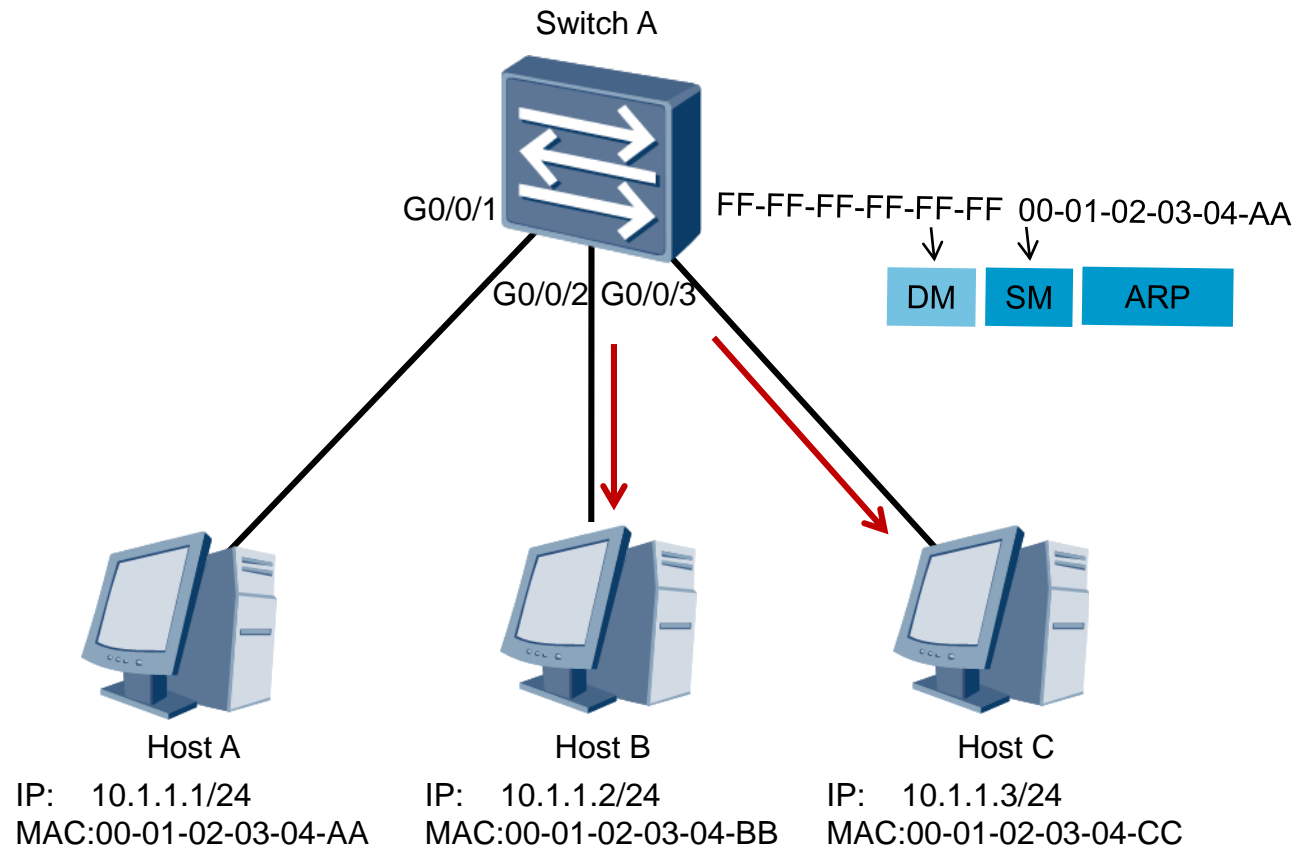 Switch A
G0/0/1
FF-FF-FF-FF-FF-FF 00-01-02-03-04-AA
G0/0/2 G0/0/3
DM SM ARP
Host A
IP: 10.1.1.1/24
MAC:00-01-02-03-04-AA
Host B
IP: 10.1.1.2/24
MAC:00-01-02-03-04-BB
Host C
IP: 10.1.1.3/24
MAC:00-01-02-03-04-CC